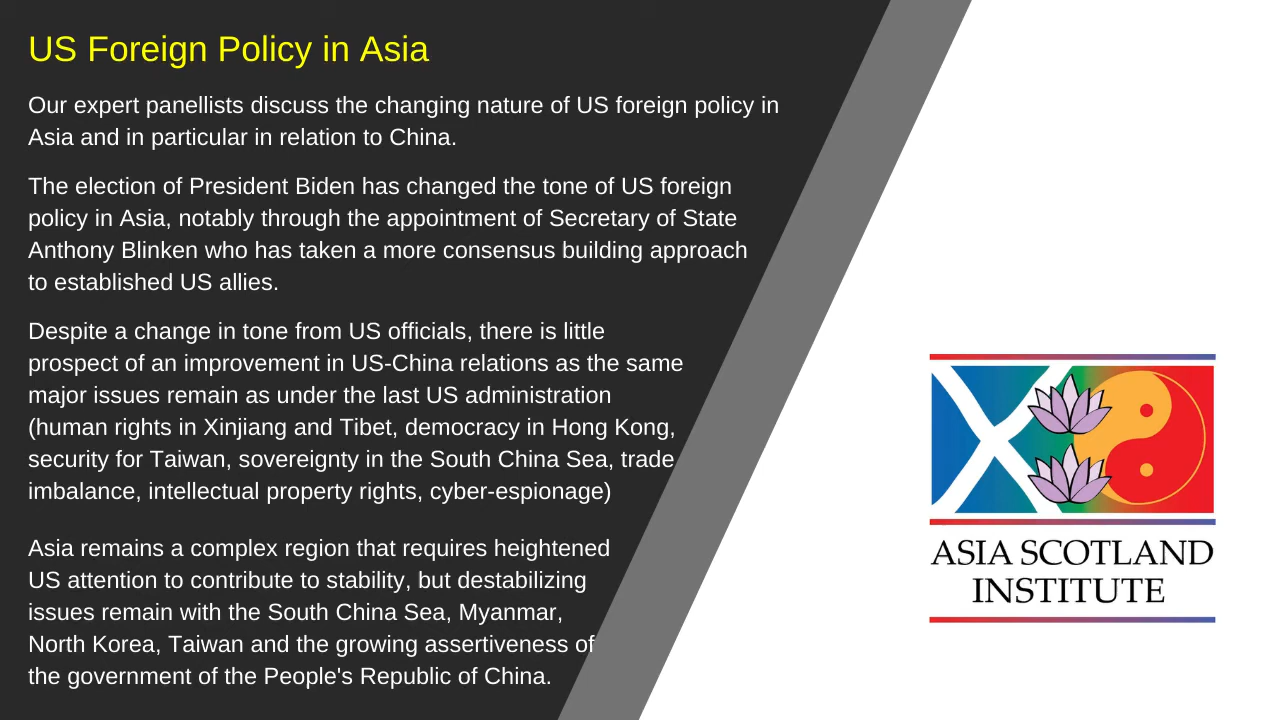 US Foreign Policy in Asia
Our expert panellists discuss the changing nature of US foreign policy in
Asia and in particular in relation to China.
The election of President Biden has changed the tone of US foreign
policy in Asia, notably through the appointment of Secretary of State
Anthony Blinken who has taken a more consensus building approach
to established US allies.
Despite a change in tone from US officials, there is little
prospect of an improvement in US-China relations as the same
major issues remain as under the last US administration
(human rights in Xinjiang and Tibet, democracy in Hong Kong,
security for Taiwan, sovereignty in the South China Sea, trade
imbalance, intellectual property rights, cyber-espionage)
Asia remains a complex region that requires heightened
US attention to contribute to stability, but destabilizing
issues remain with the South China Sea, Myanmar,
North Korea, Taiwan and the growing assertiveness of
the government of the People's Republic of China.
ASIA SCOTLAND
INSTITUTE